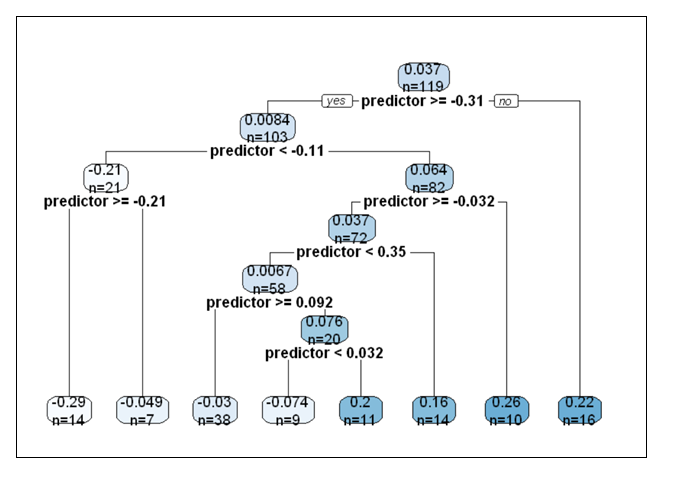 0.037
n=119
yes predictor >= -0.31 no
0.0084
n=103
predictor < -0.11
-0.21
n=21
0.064
n=82
predictor >= -0.21
predictor >= -0.032
0.037
n=72
predictor < 0.35
0.0067
n=58
predictor >= 0.092
0.076
n=20
predictor < 0.032
-0.29
n=14
-0.049
n=7
-0.03
n=38
-0.074
n=9
0.2
n=11
0.16
n=14
0.26
n=10
0.22
n=16